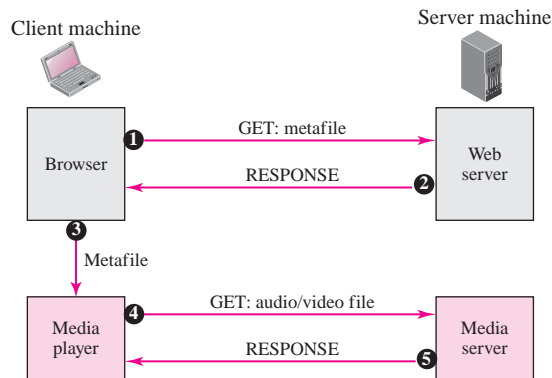 Client machine
Server machine
1
GET: metafile
Browser
Web
server
RESPONSE
2
3
Metafile
4
GET: audio/video file
Media
player
Media
server
RESPONSE
5